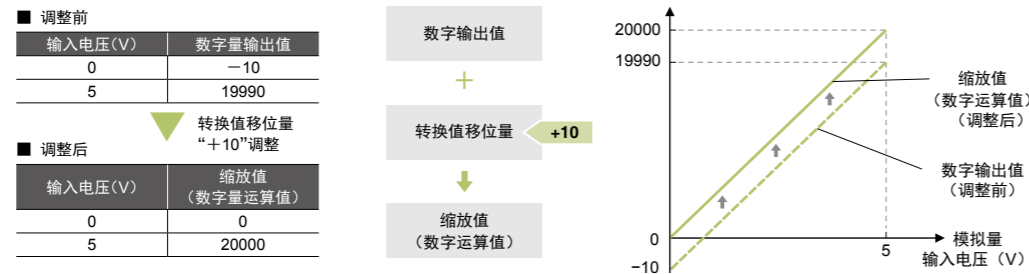 ■ 调整前
输入电压(V) 数字量输出值
0 －10
5 19990
转换值移位量
“＋10”调整
■ 调整后
输入电压(V) 缩放值
(数字量运算值)
0 0
5 20000
数字输出值
+
转换值移位量 +10
缩放值
(数字运算值)
20000
19990
0
−10
5
缩放值
(数字运算值)
(调整后)
数字输出值
(调整前)
模拟量
输入电压（V）